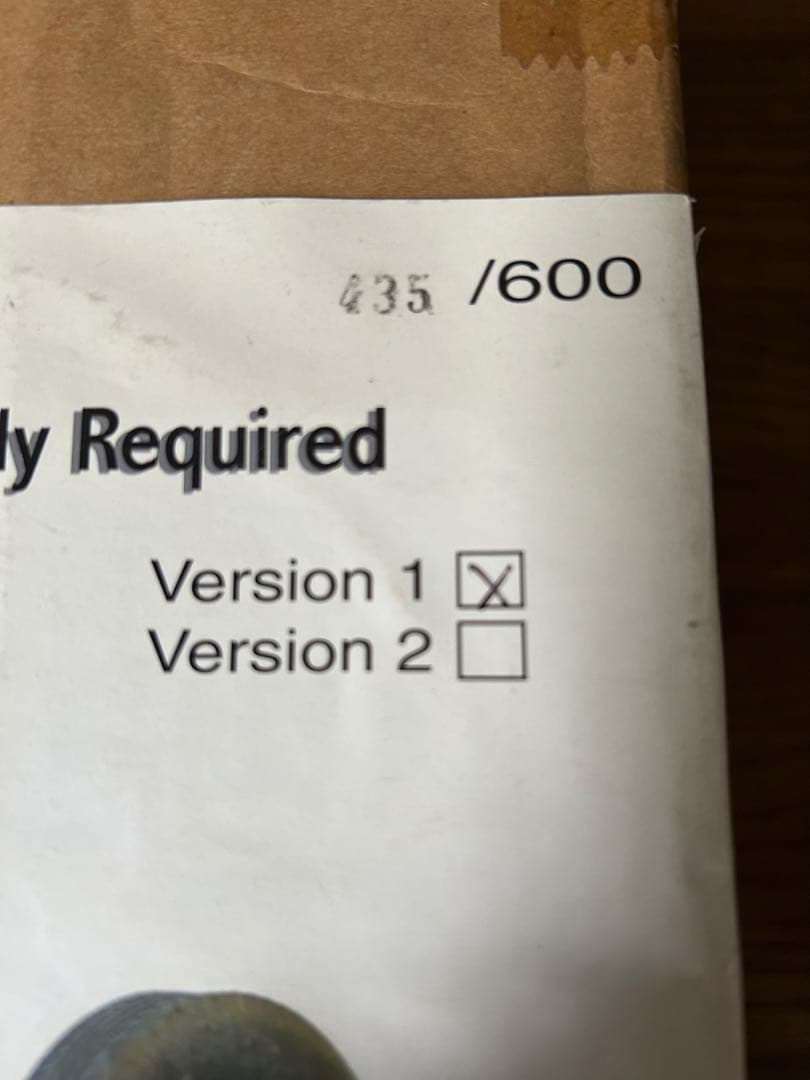 435 /600
ly Required
Version 1 X
Version 2